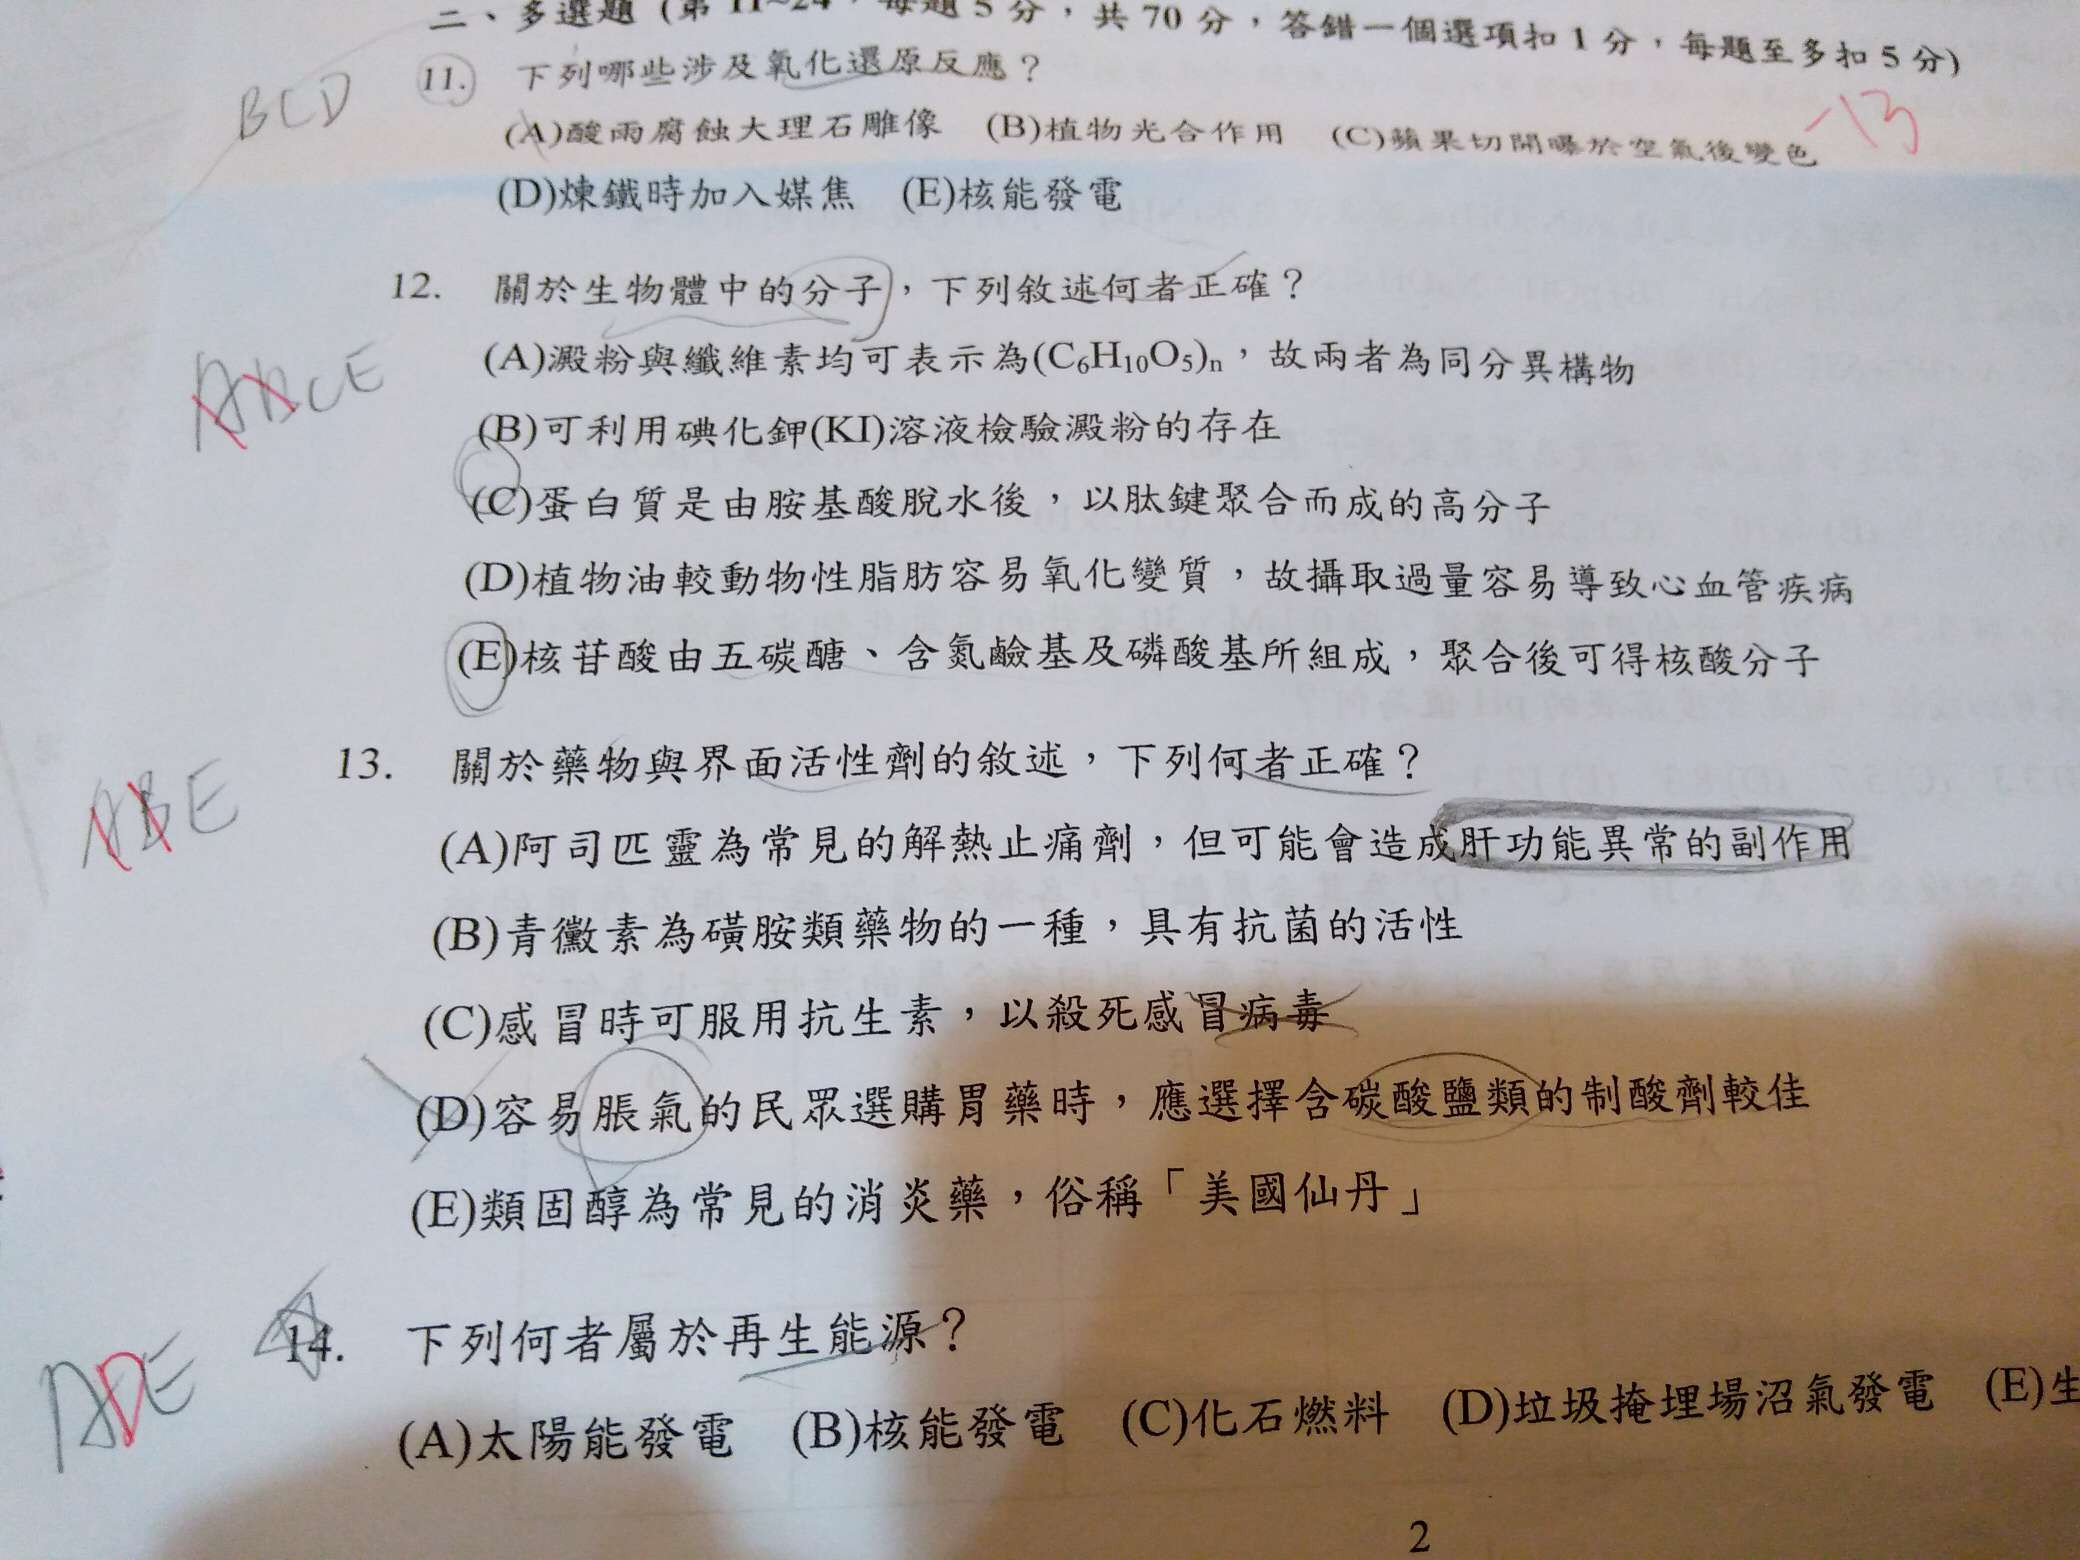 二、多選題 (第 11~24，每題 5 分，共 70 分，答錯一個選項扣 1 分，每題至多扣 5 分)
BCD
11. 下列哪些涉及氧化還原反應？
(A)酸雨腐蝕大理石雕像 (B)植物光合作用 (C)蘋果切開曝於空氣後變色
-13
(D)煉鐵時加入媒焦 (E)核能發電
12. 關於生物體中的分子，下列敘述何者正確？
ABCE
(A)澱粉與纖維素均可表示為(C₆H₁₀O₅)ₙ，故兩者為同分異構物
(B)可利用碘化鉀(KI)溶液檢驗澱粉的存在
(C)蛋白質是由胺基酸脫水後，以肽鍵聚合而成的高分子
(D)植物油較動物性脂肪容易氧化變質，故攝取過量容易導致心血管疾病
(E)核苷酸由五碳醣、含氮鹼基及磷酸基所組成，聚合後可得核酸分子
13. 關於藥物與界面活性劑的敘述，下列何者正確？
ABE
(A)阿司匹靈為常見的解熱止痛劑，但可能會造成肝功能異常的副作用
(B)青黴素為磺胺類藥物的一種，具有抗菌的活性
(C)感冒時可服用抗生素，以殺死感冒病毒
(D)容易脹氣的民眾選購胃藥時，應選擇含碳酸鹽類的制酸劑較佳
(E)類固醇為常見的消炎藥，俗稱「美國仙丹」
14. 下列何者屬於再生能源？
ADE
(A)太陽能發電 (B)核能發電 (C)化石燃料 (D)垃圾掩埋場沼氣發電 (E)生
2